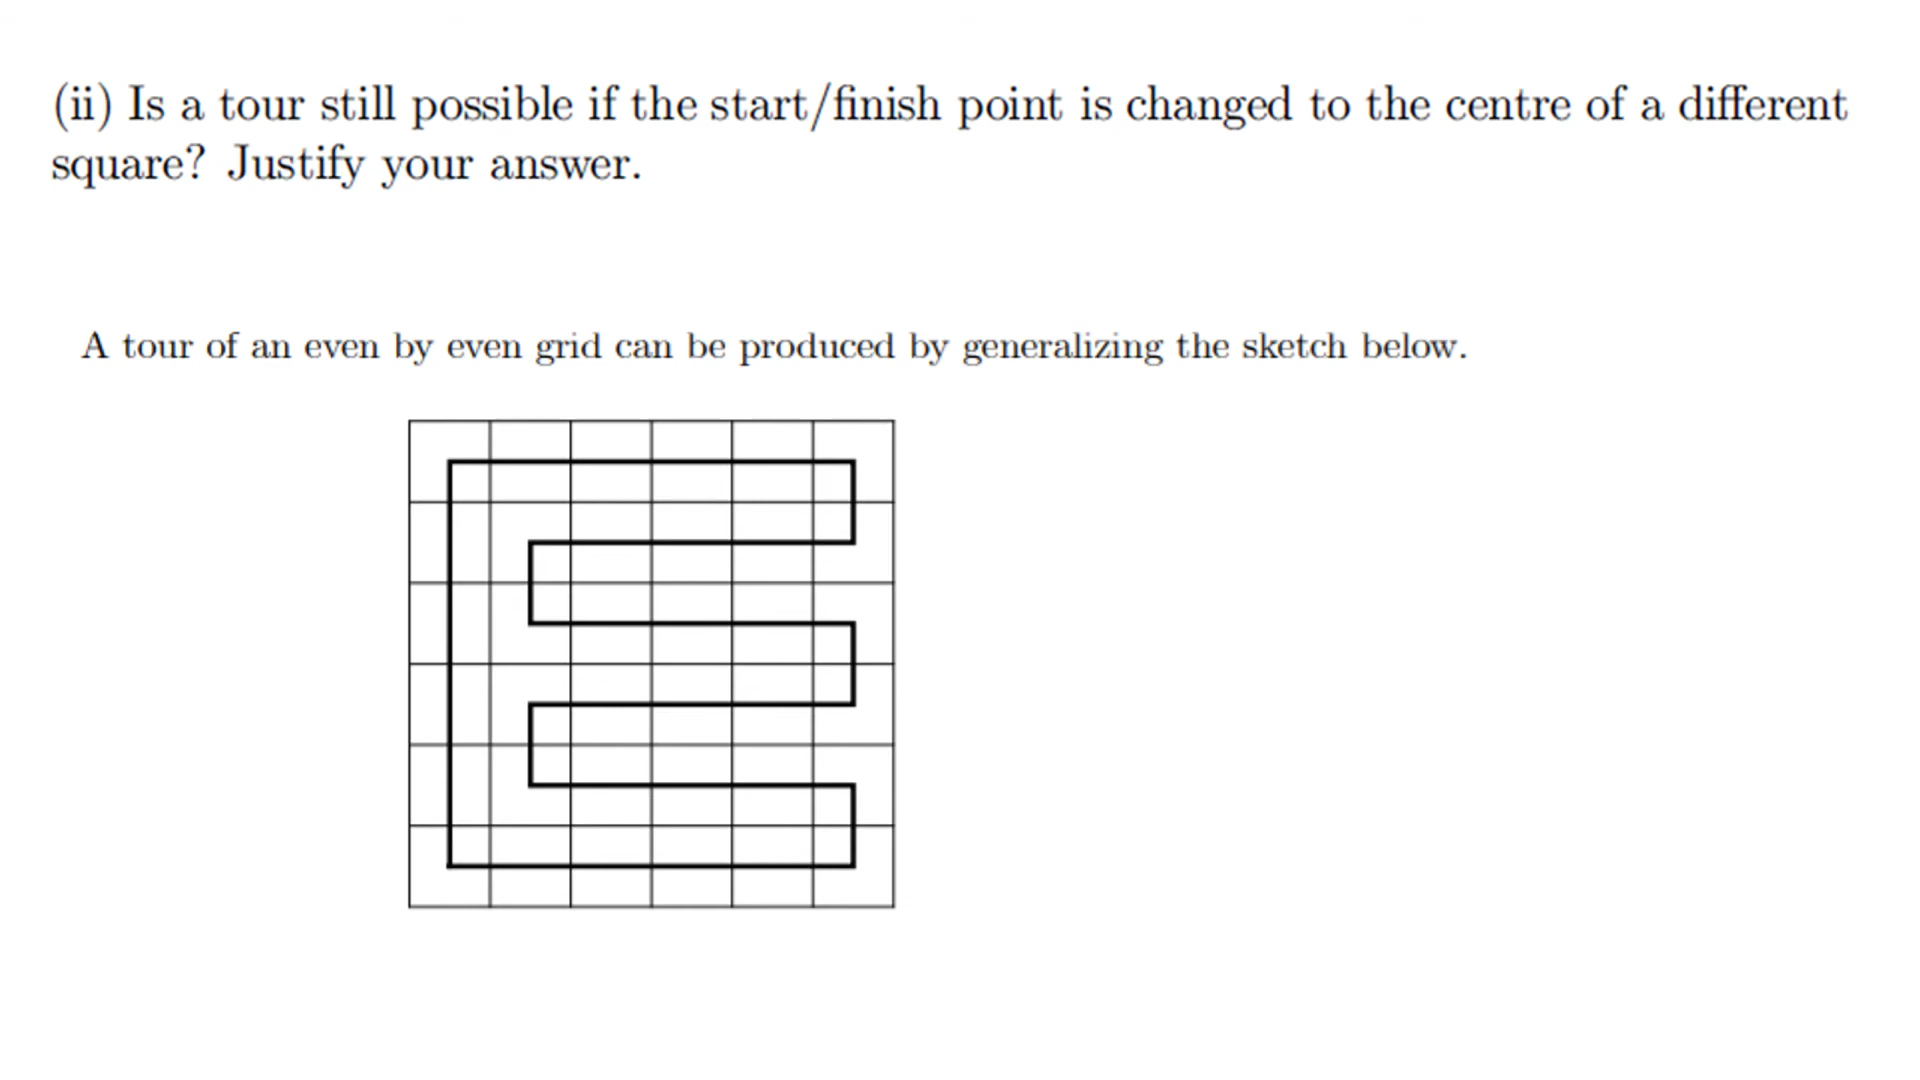 (ii) Is a tour still possible if the start/finish point is changed to the centre of a different
square? Justify your answer.
A tour of an even by even grid can be produced by generalizing the sketch below.